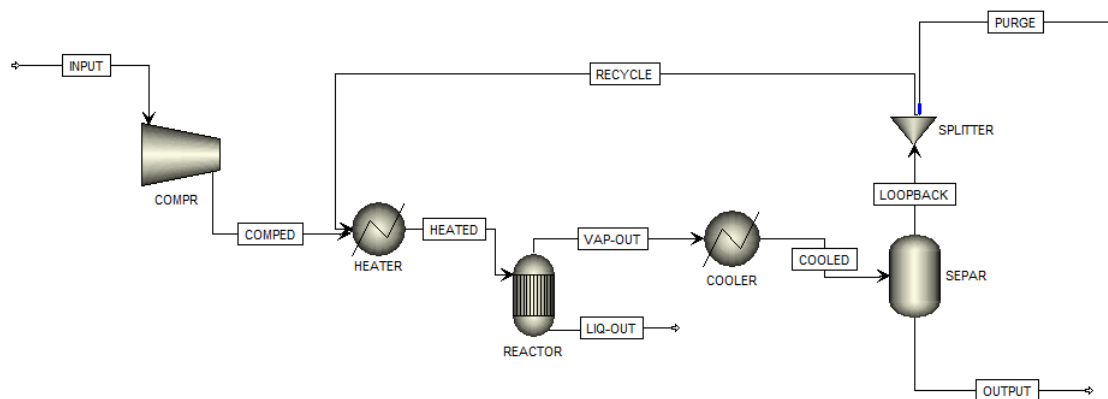 PURGE
INPUT
RECYCLE
SPLITTER
COMPR
LOOPBACK
COMPED
HEATED
VAP-OUT
HEATER
COOLED
COOLER
SEPAR
LIQ-OUT
REACTOR
OUTPUT